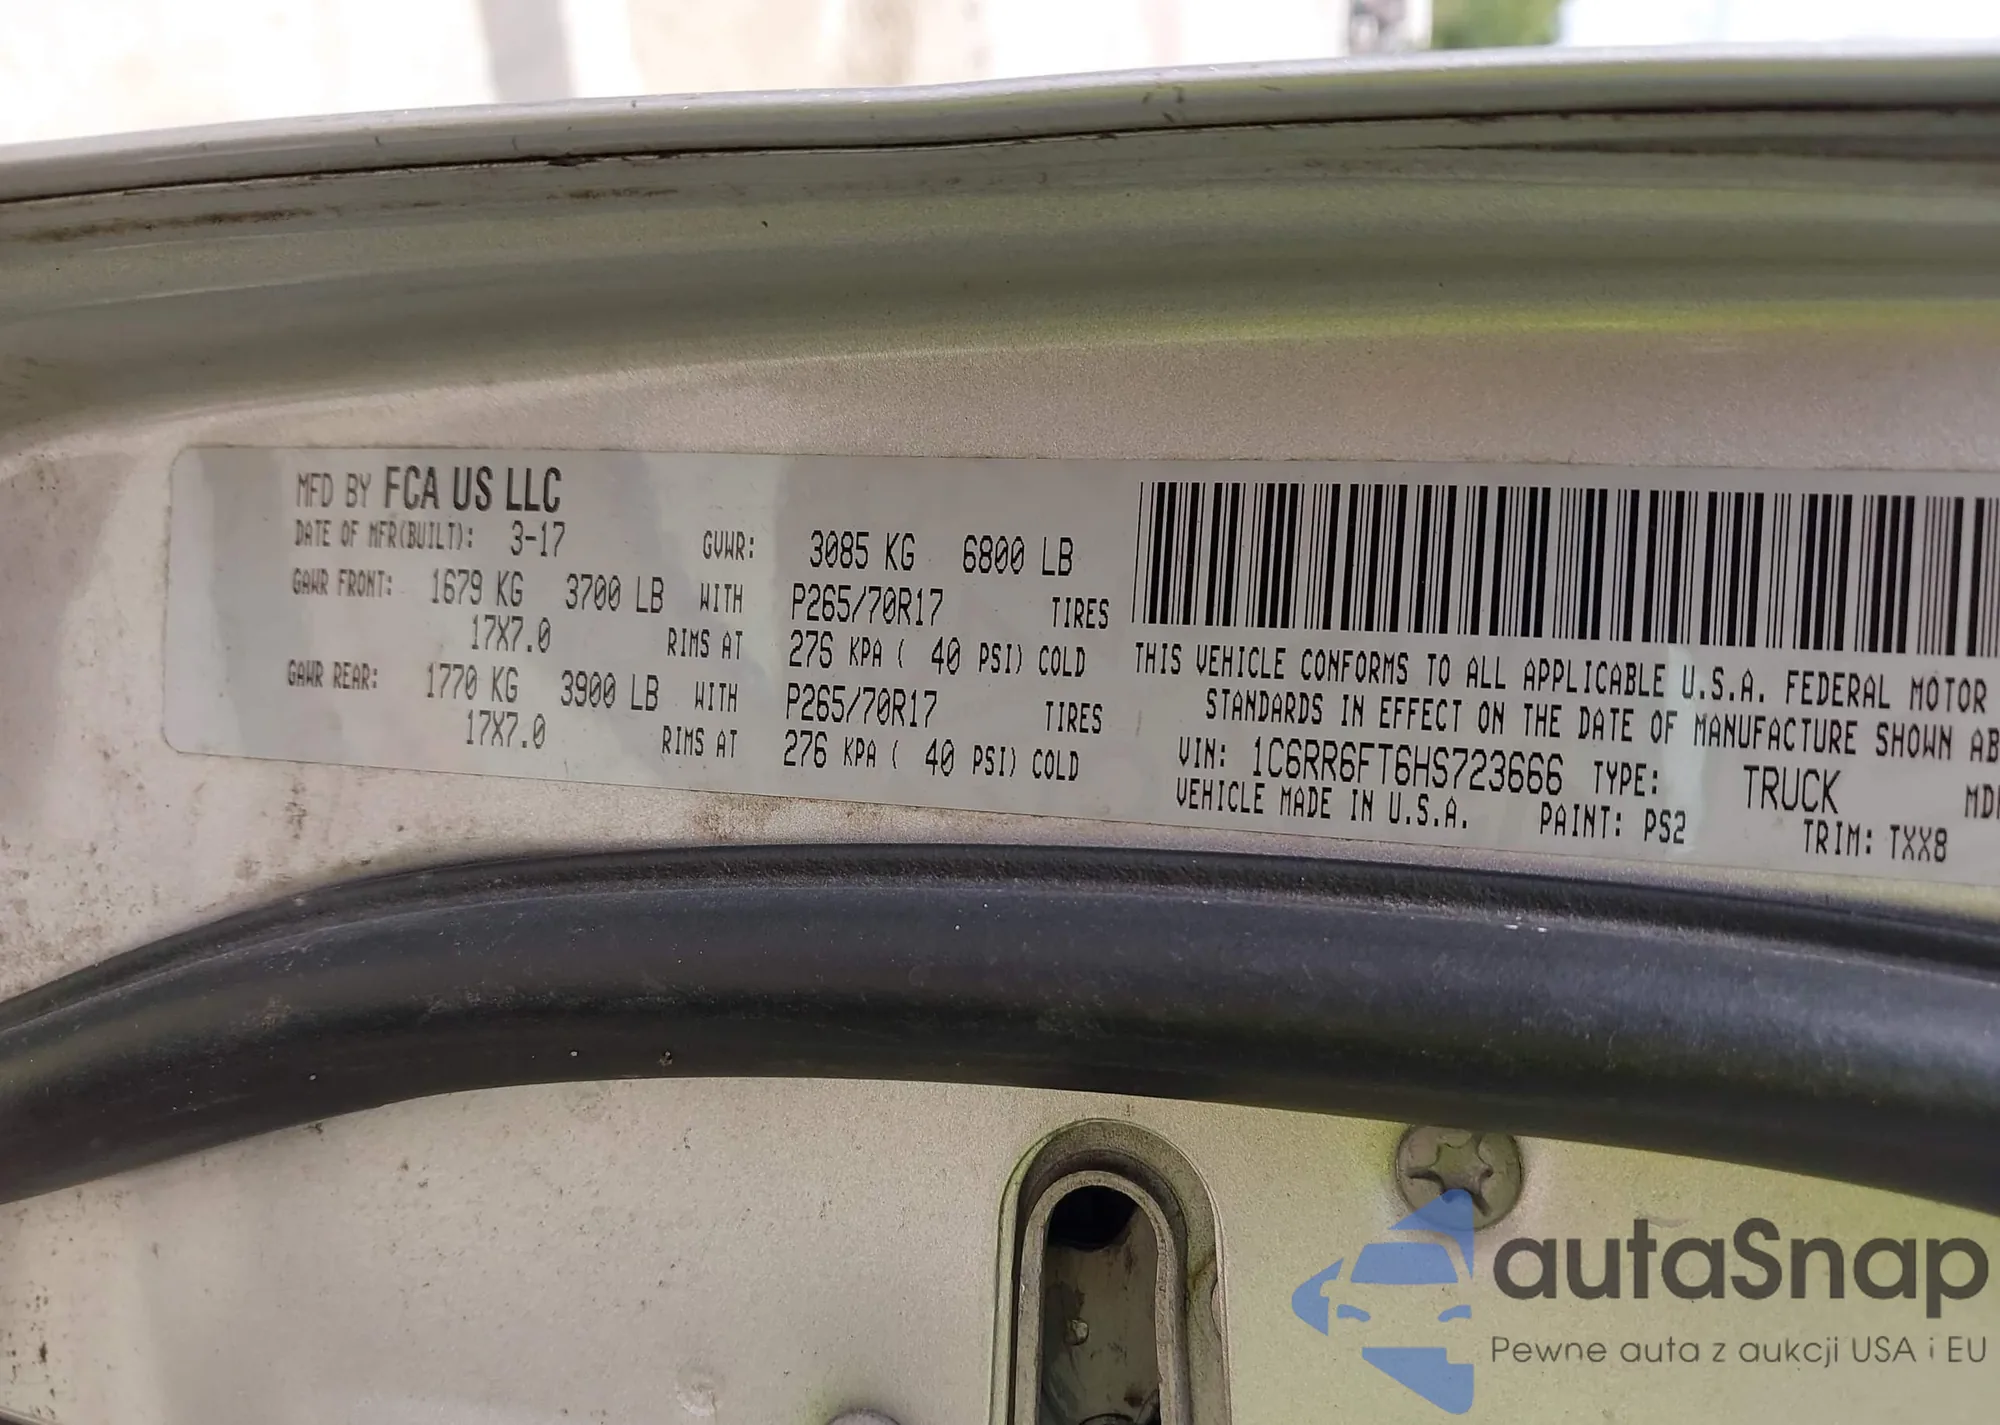 MFD BY FCA US LLC
DATE OF MFR(BUILT): 3-17 GVWR: 3085 KG 6800 LB
GAWR FRONT: 1679 KG 3700 LB WITH P265/70R17 TIRES
17X7.0 RIMS AT 276 KPA ( 40 PSI) COLD
GAWR REAR: 1770 KG 3900 LB WITH P265/70R17 TIRES
17X7.0 RIMS AT 276 KPA ( 40 PSI) COLD
THIS VEHICLE CONFORMS TO ALL APPLICABLE U.S.A. FEDERAL MOTOR
STANDARDS IN EFFECT ON THE DATE OF MANUFACTURE SHOWN AB
VIN: 1C6RR6FT6HS723666 TYPE: TRUCK
VEHICLE MADE IN U.S.A. PAINT: PS2 TRIM: TXX8
autaSnap
Pewne auta z aukcji USA i EU